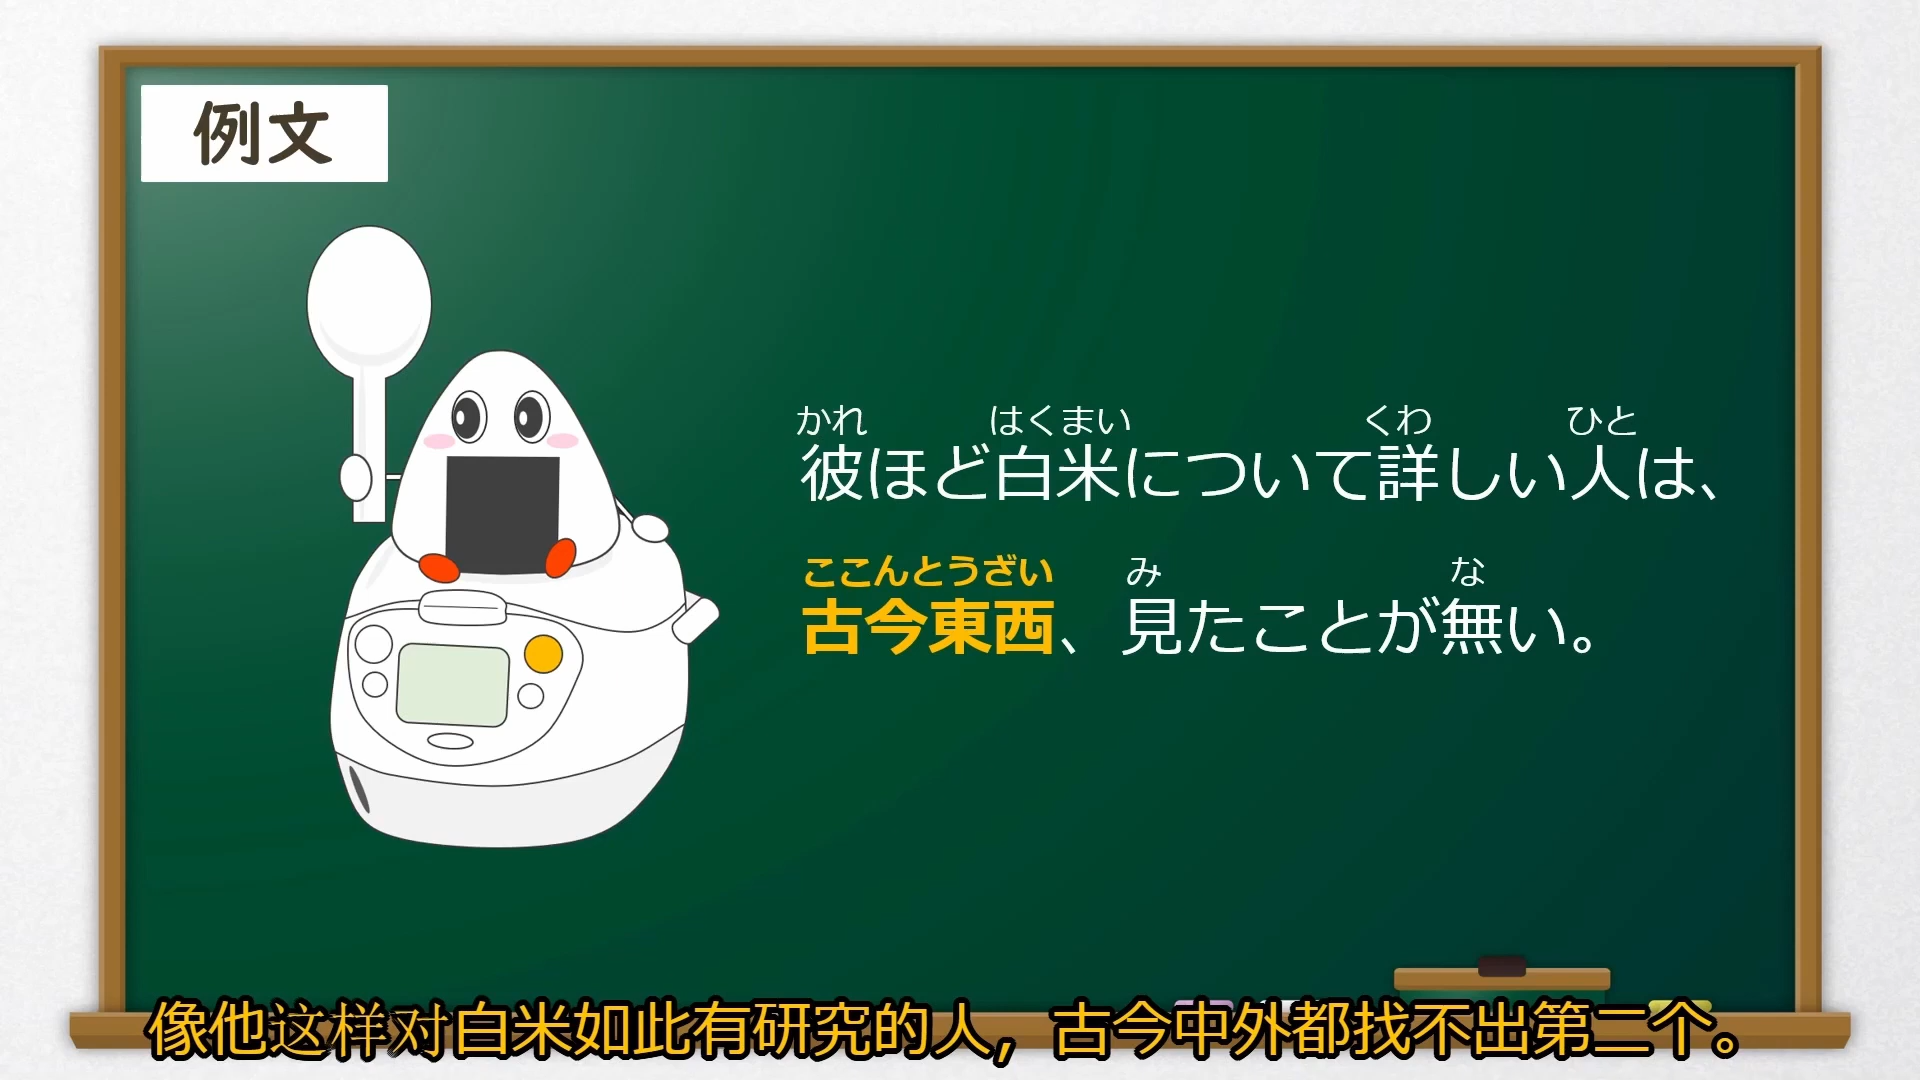 例文
かれ はくまい くわ ひと
彼ほど白米について詳しい人は、
ここんとうざい み な
古今東西、見たことが無い。
像他这样对白米如此有研究的人，古今中外都找不出第二个。